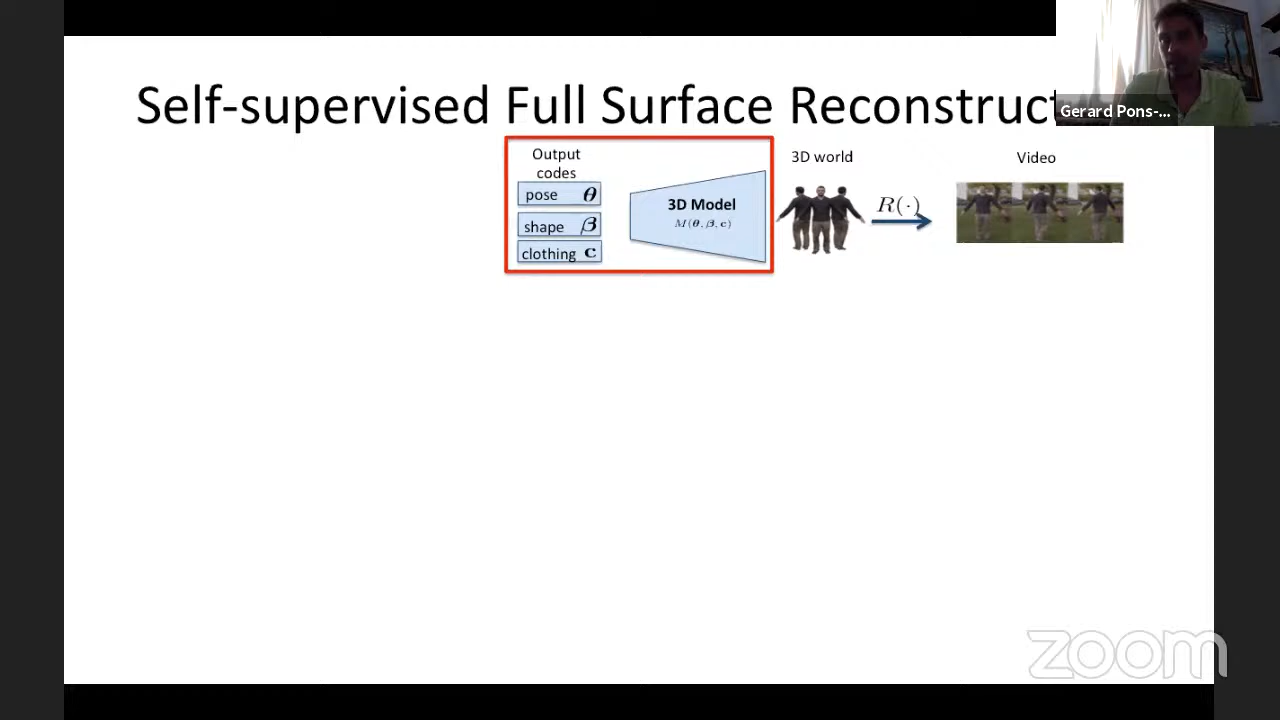 Self-supervised Full Surface Reconstruct
Gerard Pons-...
Output
codes
pose θ
shape β
clothing c
3D Model
M(θ, β, c)
3D world
R(·)
Video
zoom